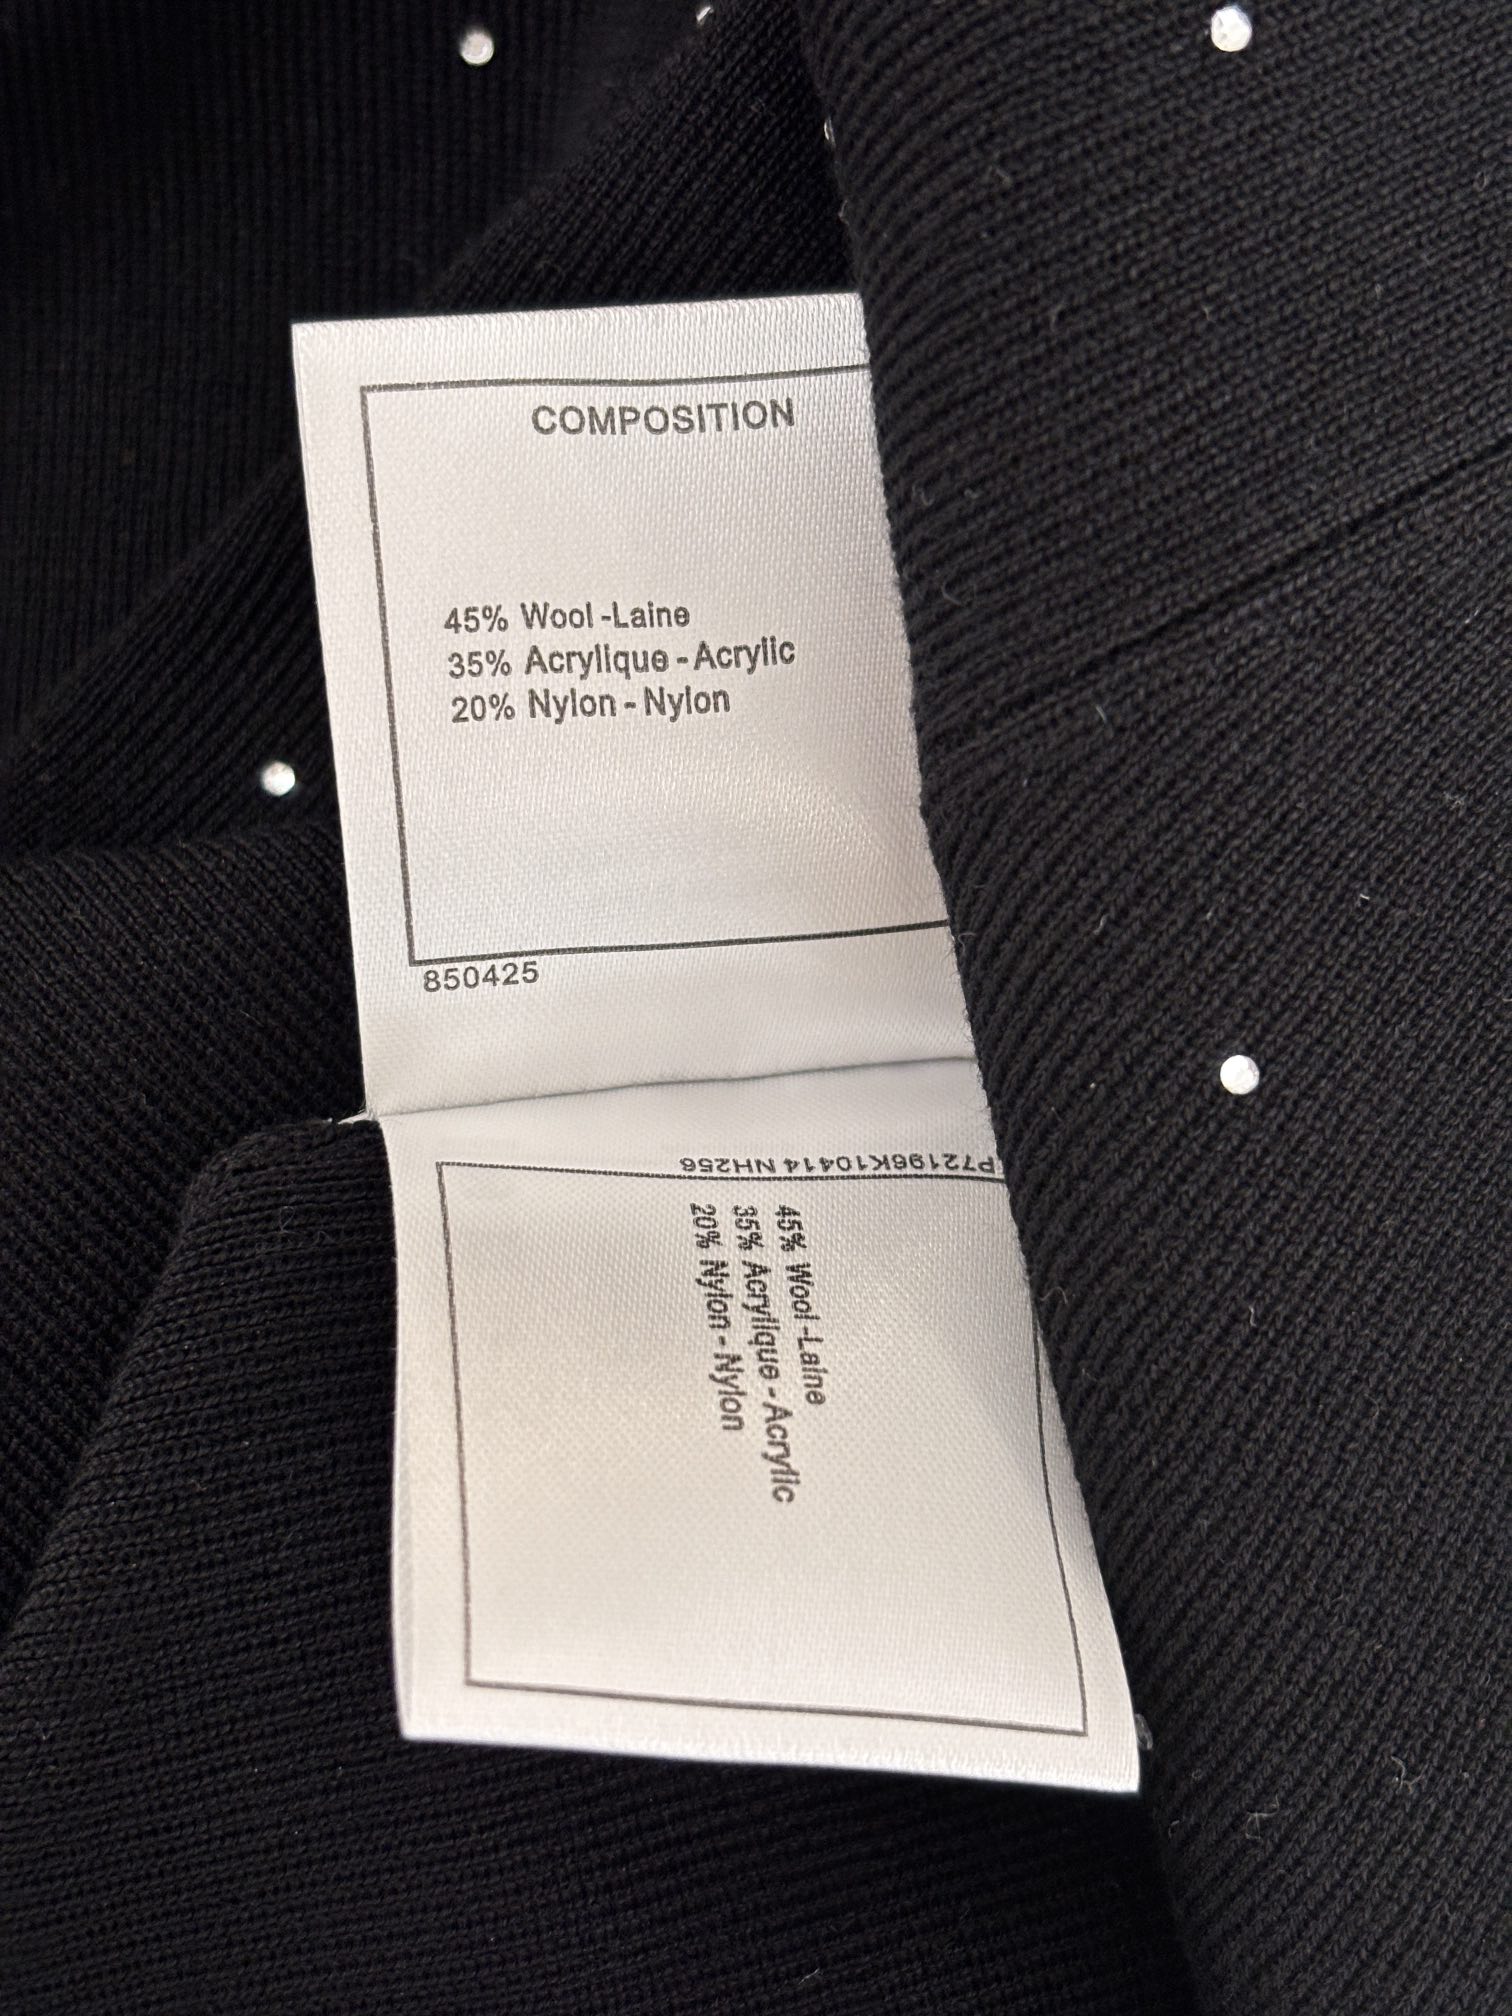 COMPOSITION
45% Wool -Laine
35% Acrylique - Acrylic
20% Nylon - Nylon
850425
P72196K10414 NH256
45% Wool -Laine
35% Acrylique - Acrylic
20% Nylon - Nylon